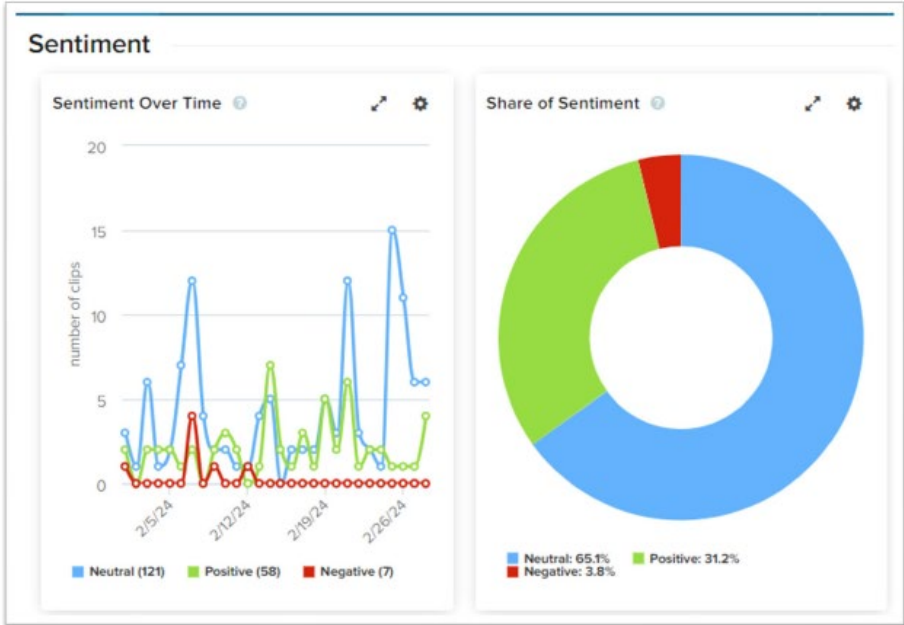 Sentiment
Sentiment Over Time ?
20
15
10
5
0
number of clips
2/5/24
2/12/24
2/19/24
2/26/24
Neutral (121) Positive (58) Negative (7)
Share of Sentiment ?
Neutral: 65.1% Positive: 31.2%
Negative: 3.8%